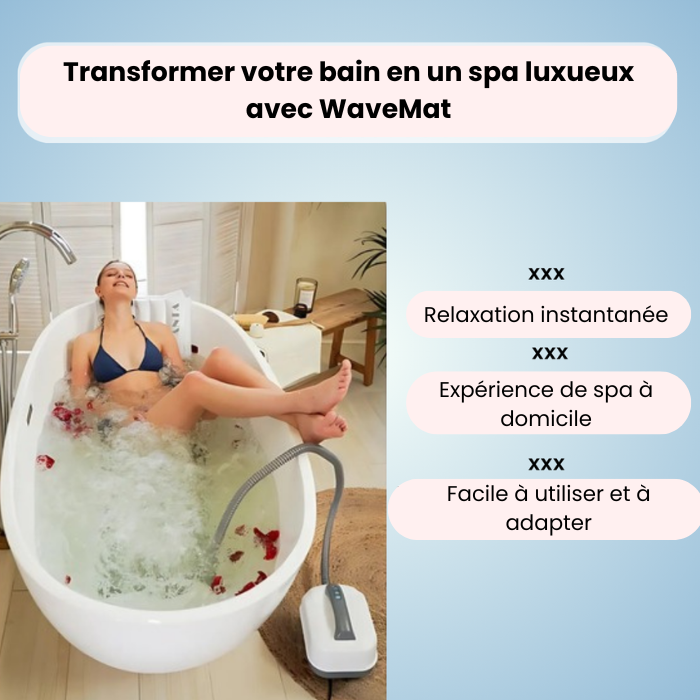 Transformer votre bain en un spa luxueux
avec WaveMat
xxx
Relaxation instantanée
xxx
Expérience de spa à
domicile
xxx
Facile à utiliser et à
adapter